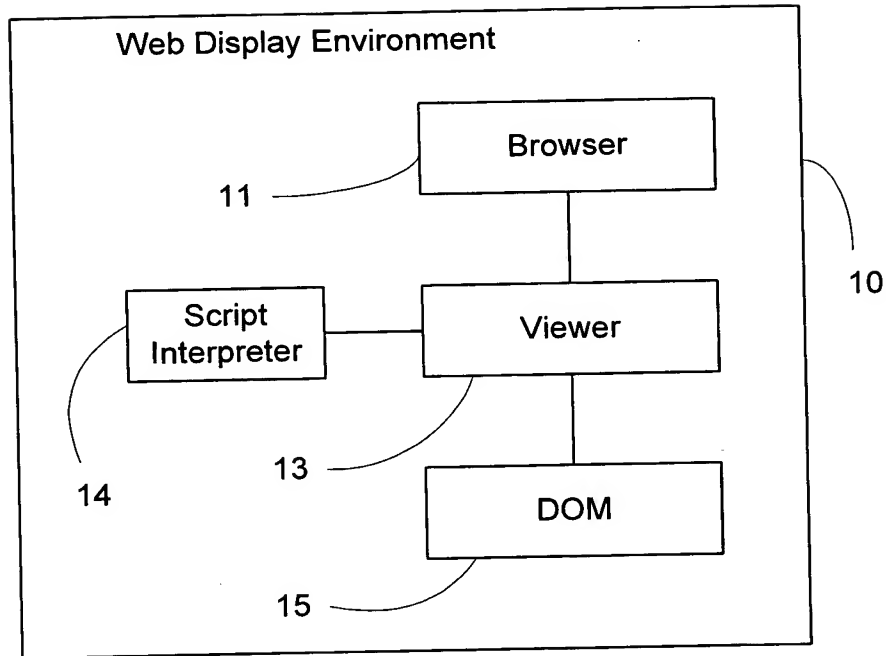 Web Display Environment
Browser
11
10
Script
Interpreter
Viewer
14
13
DOM
15